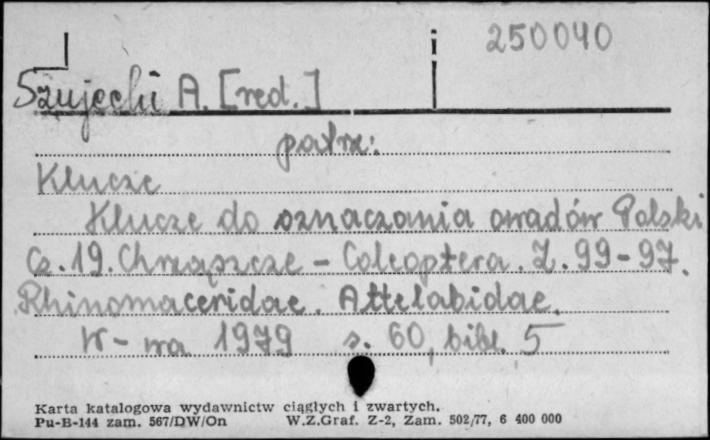 250040
Szujecki A. [red.]
patrz:
Klucze
Klucze do oznaczania owadów Polski
Cz. 19. Chrząszcze - Coleoptera. Z. 99-97.
Rhinomaceridae. Attelabidae.
W-wa 1979 s. 60, bibl. 5
Karta katalogowa wydawnictw ciągłych i zwartych.
Pu-B-144 zam. 567/DW/On W.Z.Graf. Z-2, Zam. 502/77, 6 400 000